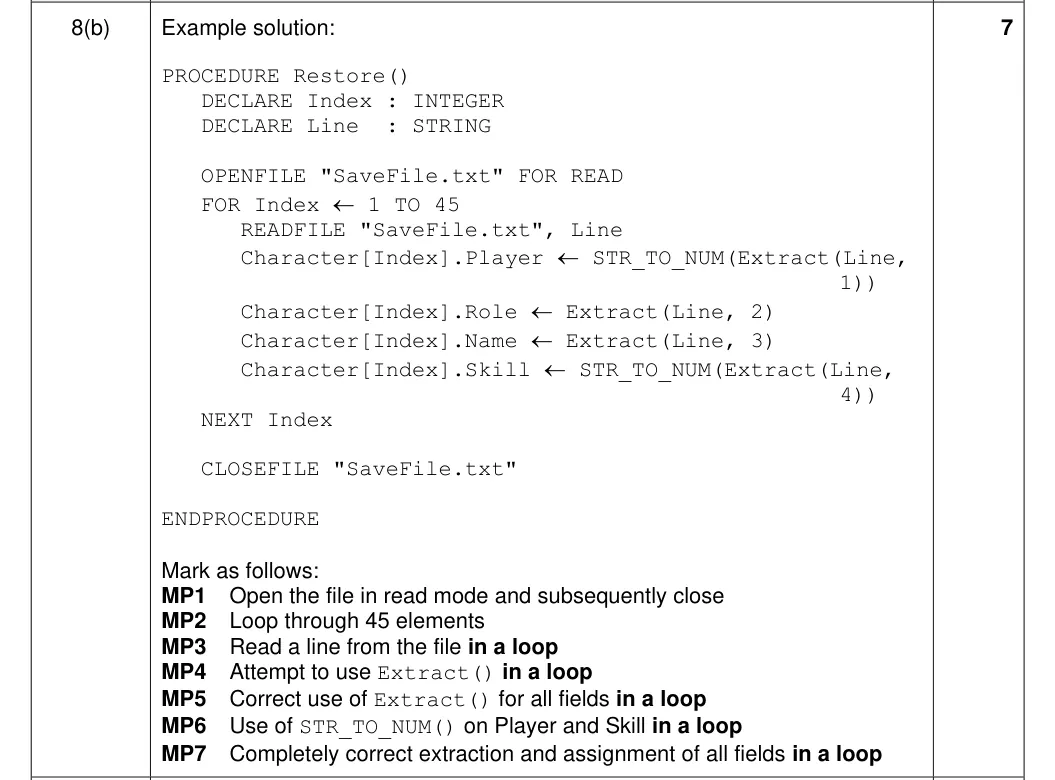 8(b) Example solution: 7
PROCEDURE Restore()
DECLARE Index : INTEGER
DECLARE Line : STRING
OPENFILE "SaveFile.txt" FOR READ
FOR Index ← 1 TO 45
READFILE "SaveFile.txt", Line
Character[Index].Player ← STR_TO_NUM(Extract(Line,
1))
Character[Index].Role ← Extract(Line, 2)
Character[Index].Name ← Extract(Line, 3)
Character[Index].Skill ← STR_TO_NUM(Extract(Line,
4))
NEXT Index
CLOSEFILE "SaveFile.txt"
ENDPROCEDURE
Mark as follows:
MP1 Open the file in read mode and subsequently close
MP2 Loop through 45 elements
MP3 Read a line from the file in a loop
MP4 Attempt to use Extract() in a loop
MP5 Correct use of Extract() for all fields in a loop
MP6 Use of STR_TO_NUM() on Player and Skill in a loop
MP7 Completely correct extraction and assignment of all fields in a loop